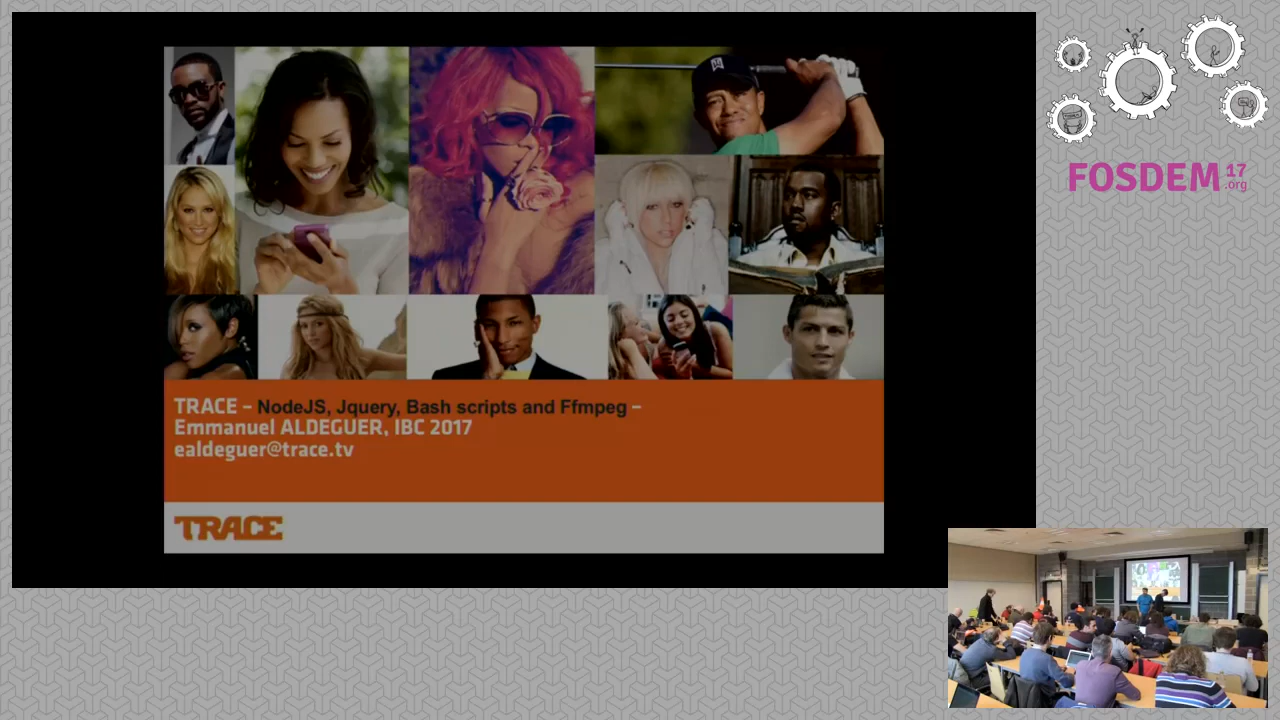 TRACE – NodeJS, Jquery, Bash scripts and Ffmpeg –
Emmanuel ALDEGUER, IBC 2017
ealdeguer@trace.tv
TRACE
FOSDEM 17
.org